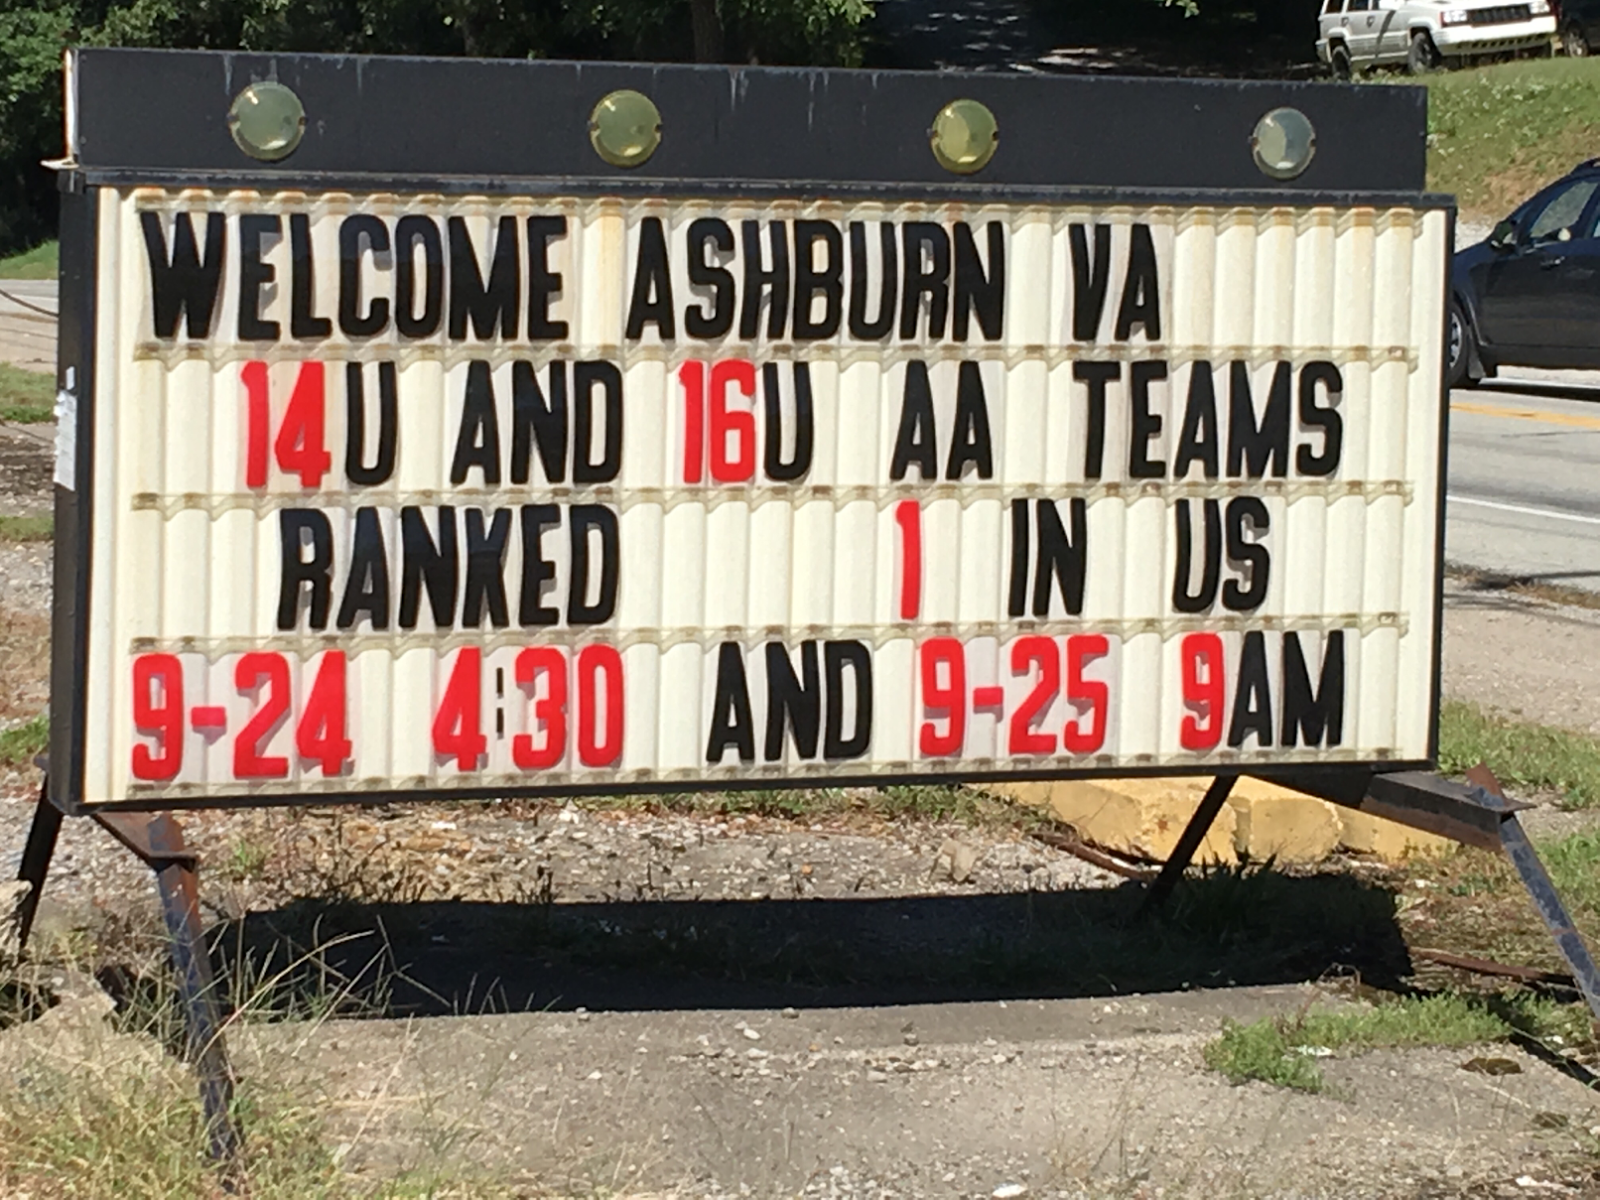 WELCOME ASHBURN VA
14U AND 16U AA TEAMS
RANKED 1 IN US
9-24 4:30 AND 9-25 9AM